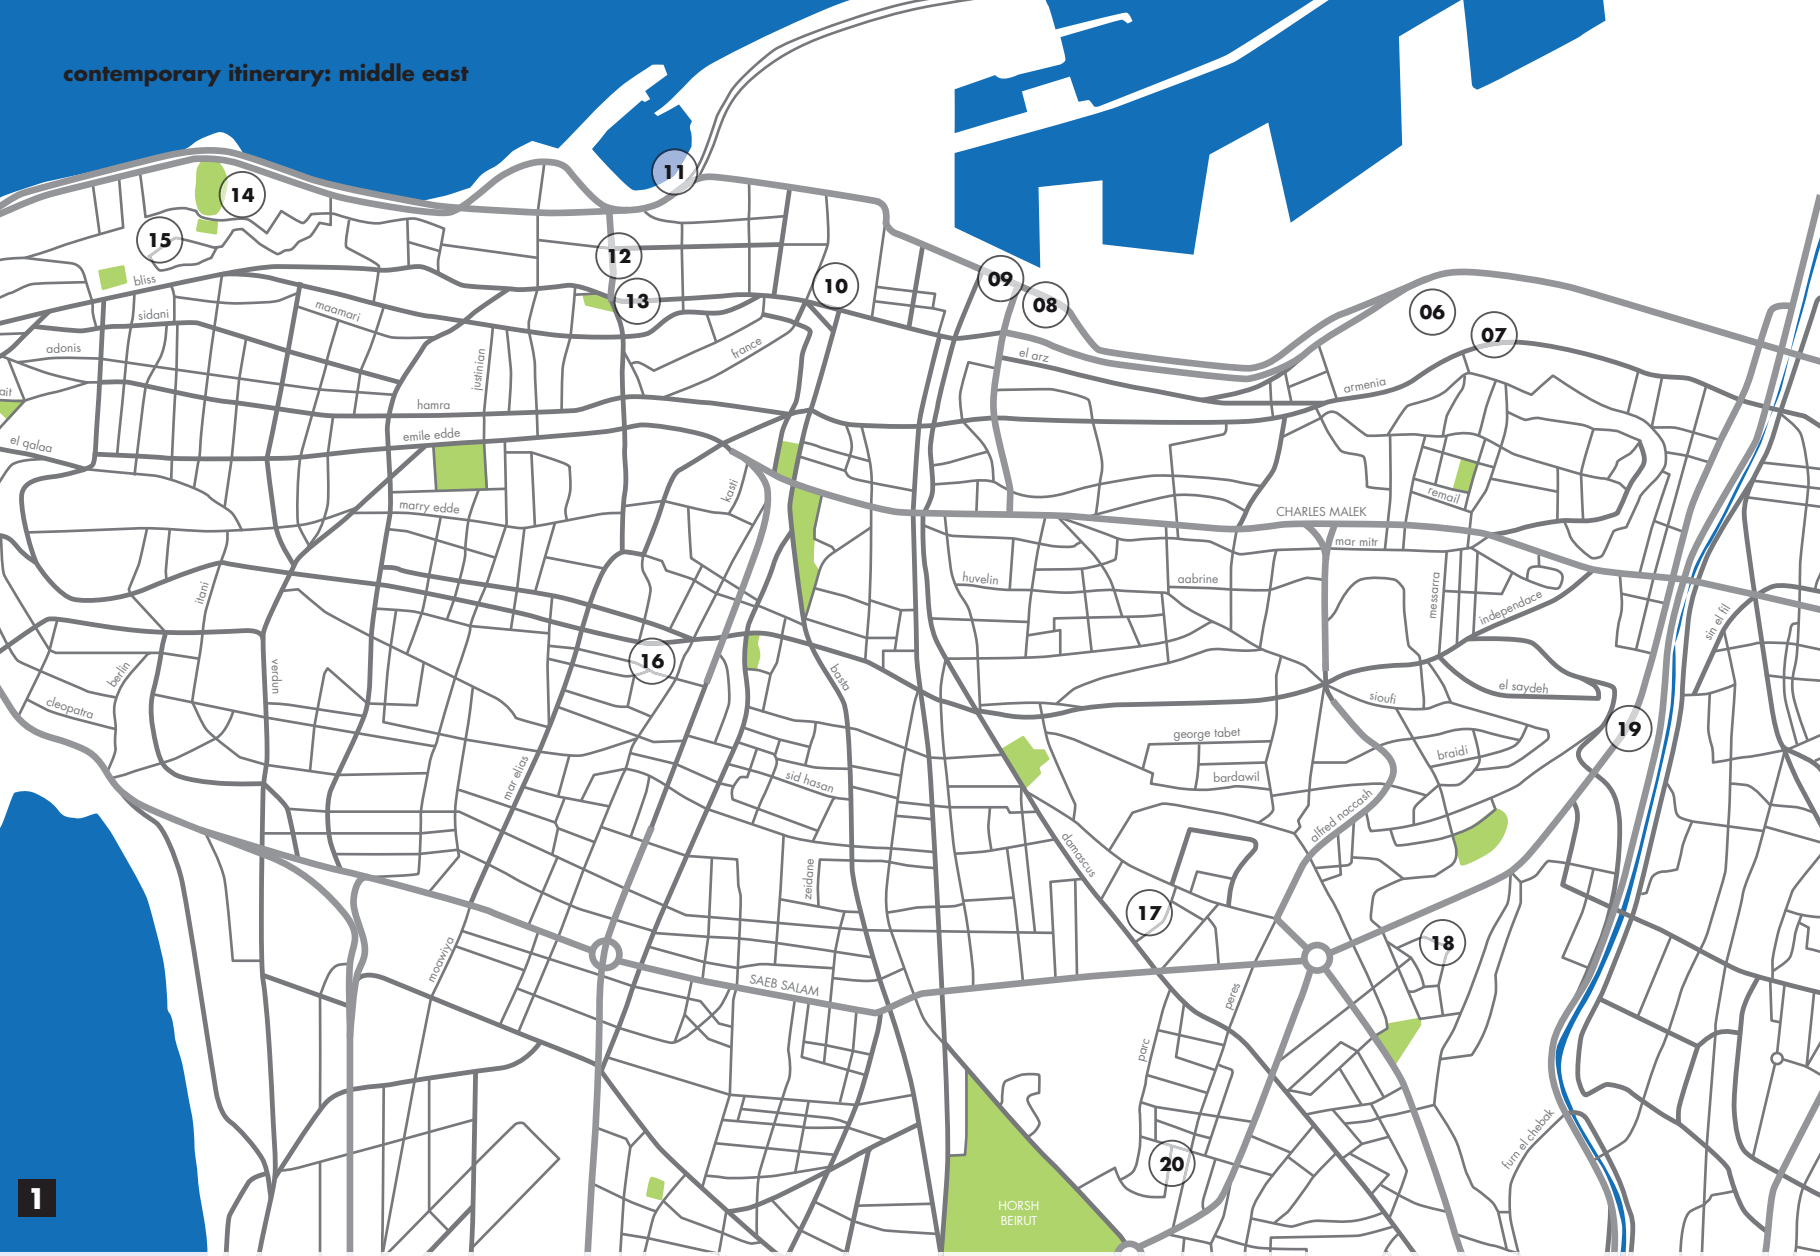 contemporary itinerary: middle east
11
14
15
12
13
10
09
08
06
07
bliss
sidani
maamari
adonis
ait
justinian
france
el arz
armenia
hamra
emile edde
el qalaa
kasti
marry edde
remail
CHARLES MALEK
mar mitr
huvelin
aabrine
messarra
independace
itani
sin el fil
16
berlin
verdun
basta
cleopatra
sioufi
el saydeh
19
george tabet
braidi
bardawil
mar elias
sid hasan
alfred naccash
damascus
zeidane
17
18
moawiya
SAEB SALAM
peres
parc
furn el chebak
20
HORSH
BEIRUT
1